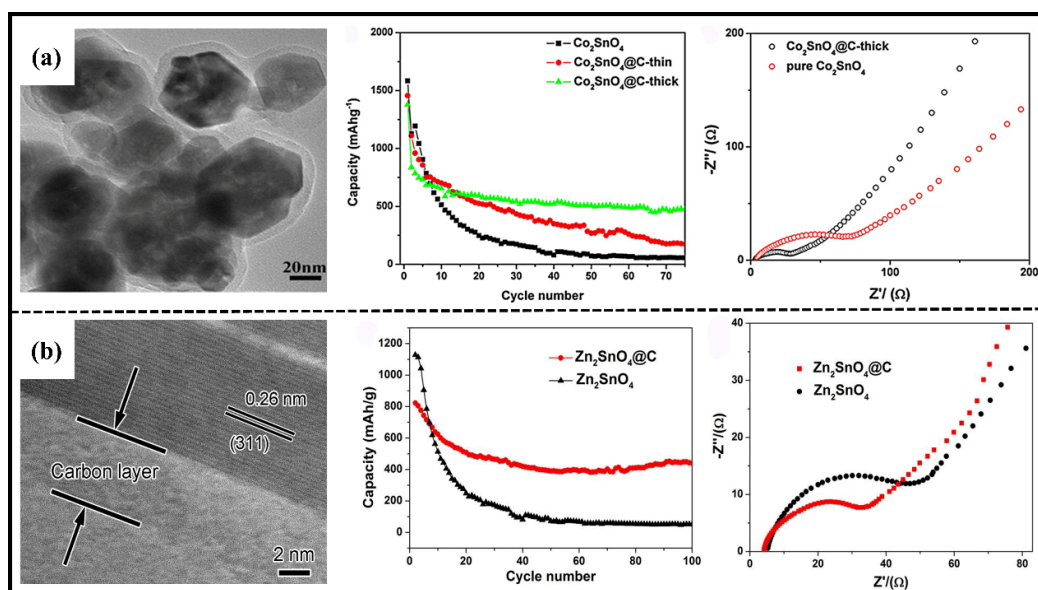 (a)
20nm
2000
1500
1000
500
0
Capacity (mAhg⁻¹)
Co₂SnO₄
Co₂SnO₄@C-thin
Co₂SnO₄@C-thick
0 10 20 30 40 50 60 70
Cycle number
-200
-100
0
-Z''/ (Ω)
Co₂SnO₄@C-thick
pure Co₂SnO₄
0 100 200
Z'/ (Ω)
(b)
0.26 nm
(311)
Carbon layer
2 nm
1200
1000
800
600
400
200
0
Capacity (mAh/g)
Zn₂SnO₄@C
Zn₂SnO₄
0 20 40 60 80 100
Cycle number
40
30
20
10
0
-Z''/(Ω)
Zn₂SnO₄@C
Zn₂SnO₄
0 20 40 60 80
Z'/(Ω)